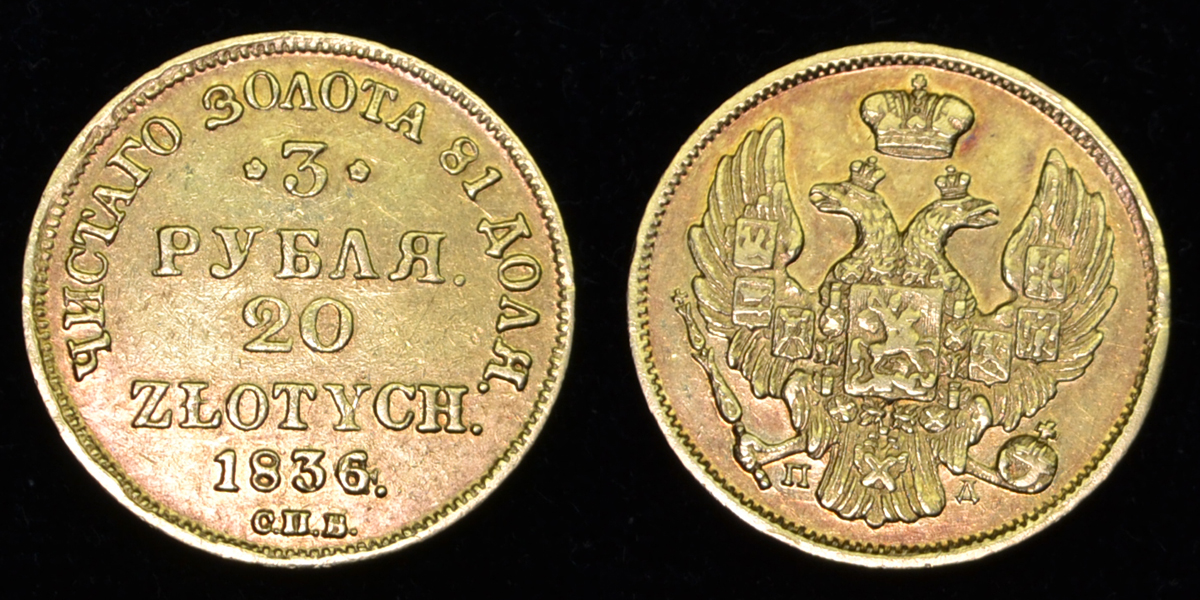 ЧИСТАГО ЗОЛОТА 81 ДОЛЯ.
3
РУБЛЯ.
20
ZŁOTYCH.
1836.
С.П.Б.
П Д